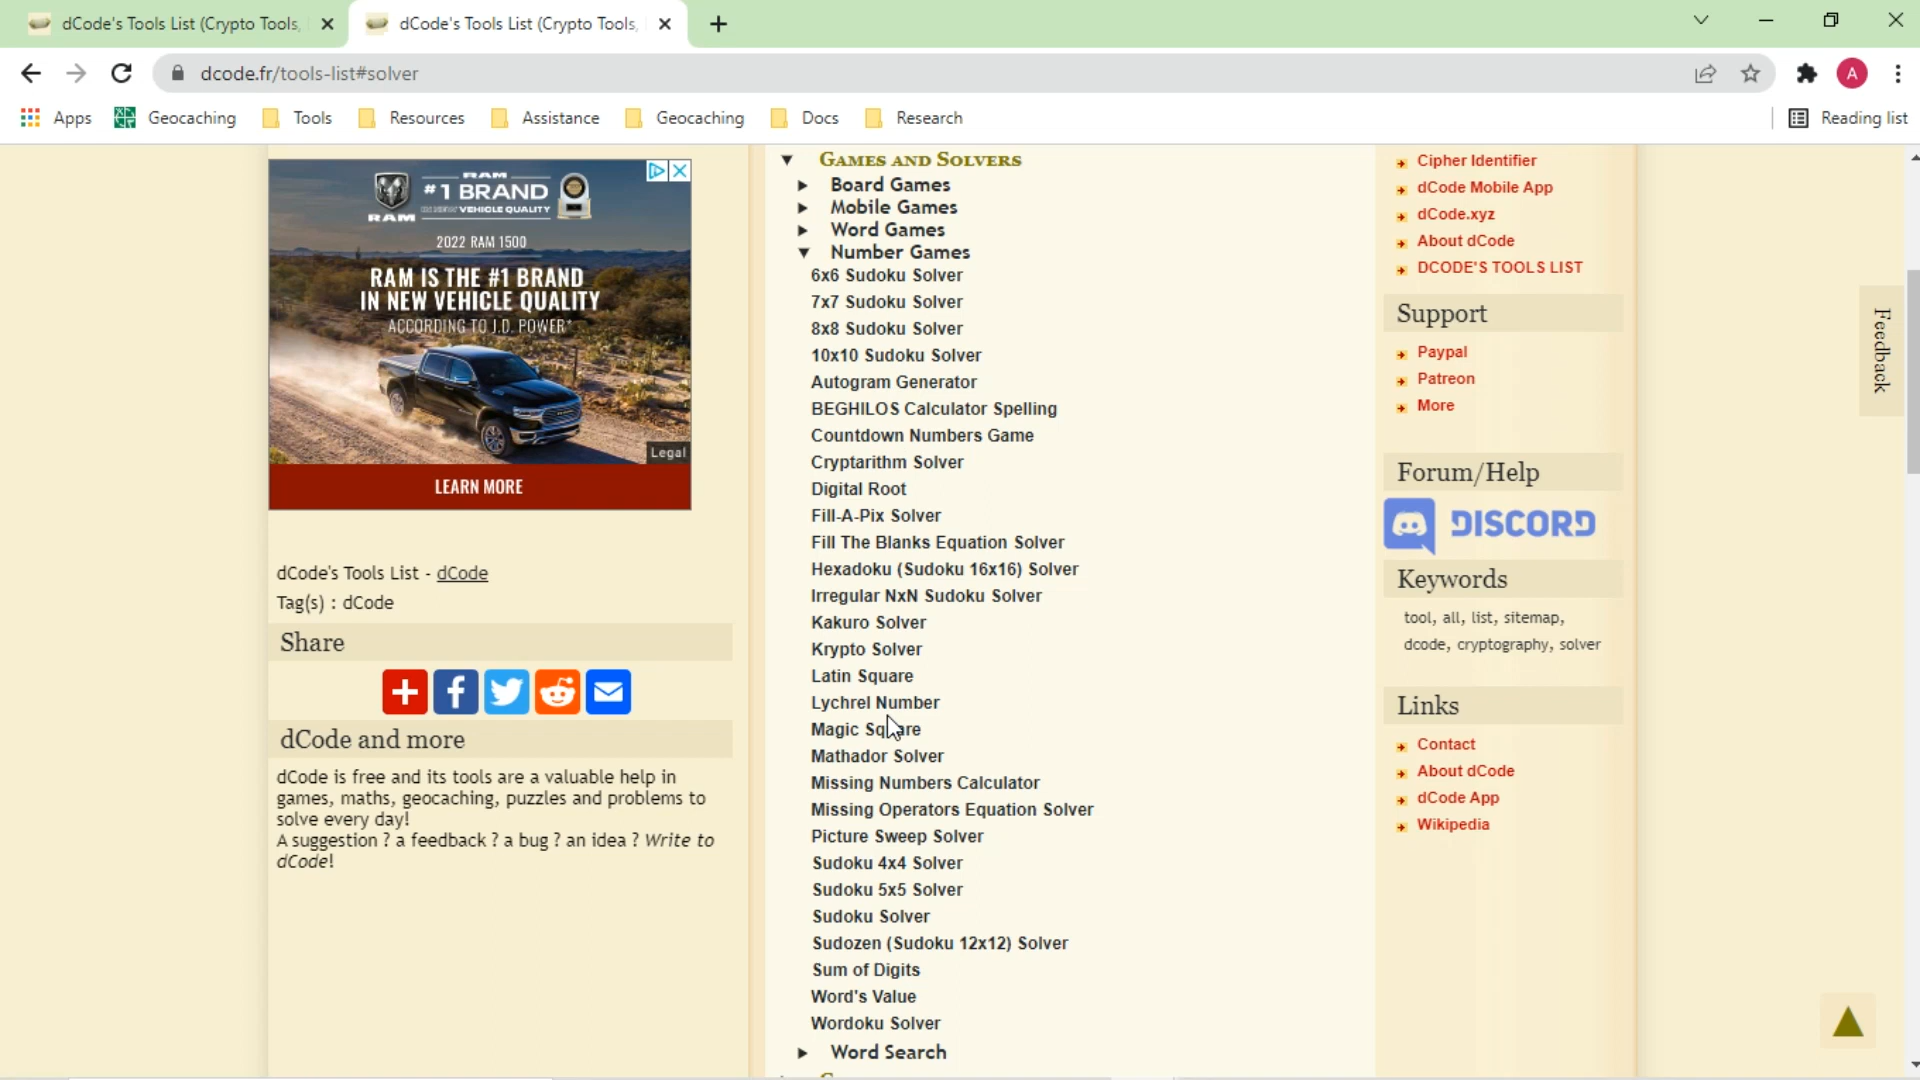 dCode's Tools List (Crypto Tools,
dCode's Tools List (Crypto Tools,
dcode.fr/tools-list#solver
A
Apps
Geocaching
Tools
Resources
Assistance
Geocaching
Docs
Research
Reading list
RAM
#1 BRAND
IN NEW VEHICLE QUALITY
RAM
2022 RAM 1500
RAM IS THE #1 BRAND
IN NEW VEHICLE QUALITY
ACCORDING TO J.D. POWER*
Legal
LEARN MORE
dCode's Tools List - dCode
Tag(s) : dCode
Share
dCode and more
dCode is free and its tools are a valuable help in
games, maths, geocaching, puzzles and problems to
solve every day!
A suggestion ? a feedback ? a bug ? an idea ? Write to
dCode!
GAMES AND SOLVERS
Board Games
Mobile Games
Word Games
Number Games
6x6 Sudoku Solver
7x7 Sudoku Solver
8x8 Sudoku Solver
10x10 Sudoku Solver
Autogram Generator
BEGHILOS Calculator Spelling
Countdown Numbers Game
Cryptarithm Solver
Digital Root
Fill-A-Pix Solver
Fill The Blanks Equation Solver
Hexadoku (Sudoku 16x16) Solver
Irregular NxN Sudoku Solver
Kakuro Solver
Krypto Solver
Latin Square
Lychrel Number
Magic Square
Mathador Solver
Missing Numbers Calculator
Missing Operators Equation Solver
Picture Sweep Solver
Sudoku 4x4 Solver
Sudoku 5x5 Solver
Sudoku Solver
Sudozen (Sudoku 12x12) Solver
Sum of Digits
Word's Value
Wordoku Solver
Word Search
Cipher Identifier
dCode Mobile App
dCode.xyz
About dCode
DCODE'S TOOLS LIST
Support
Paypal
Patreon
More
Forum/Help
DISCORD
Keywords
tool, all, list, sitemap,
dcode, cryptography, solver
Links
Contact
About dCode
dCode App
Wikipedia
Feedback